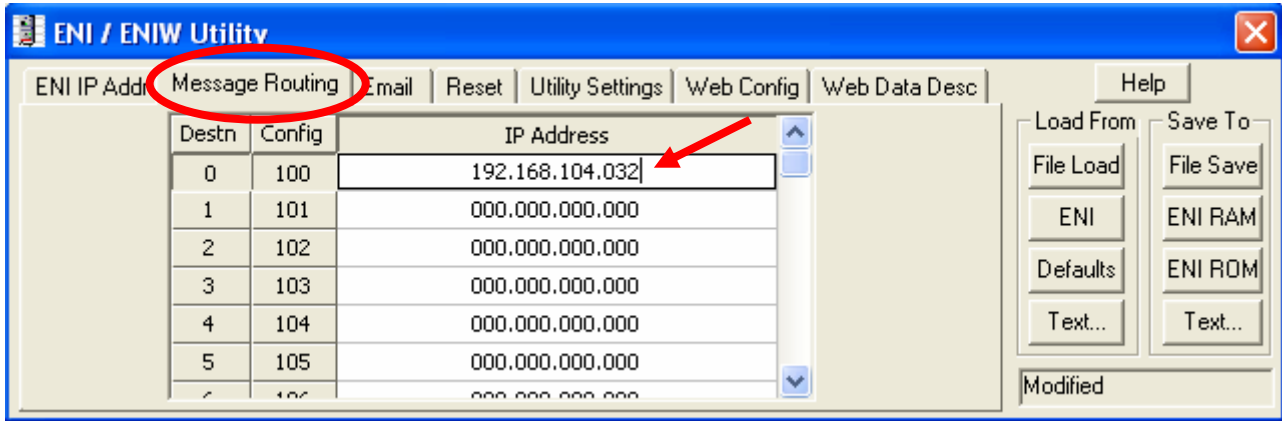 ENI / ENIW Utility
ENI IP Addr Message Routing Email Reset Utility Settings Web Config Web Data Desc Help
Destn Config IP Address Load From Save To
0 100 192.168.104.032 File Load File Save
1 101 000.000.000.000 ENI ENI RAM
2 102 000.000.000.000
3 103 000.000.000.000 Defaults ENI ROM
4 104 000.000.000.000 Text... Text...
5 105 000.000.000.000
Modified